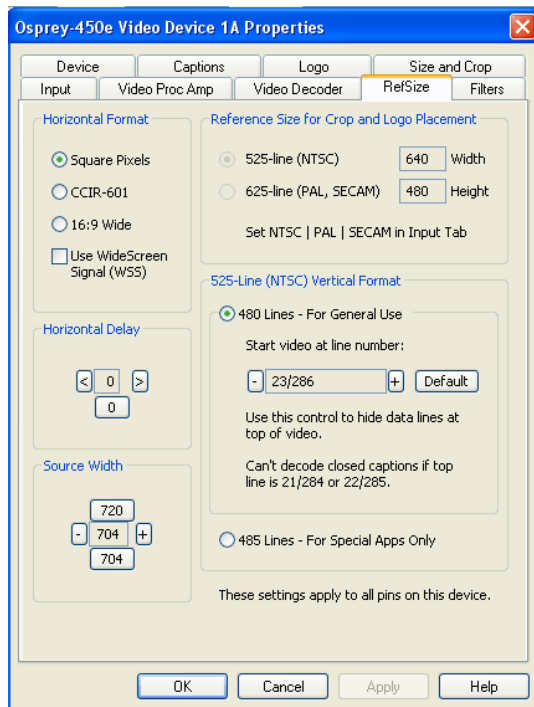 Osprey-450e Video Device 1A Properties
Device Captions Logo Size and Crop
Input Video Proc Amp Video Decoder RefSize Filters
Horizontal Format
Square Pixels
CCIR-601
16:9 Wide
Use WideScreen
Signal (WSS)
Horizontal Delay
< 0 >
0
Source Width
720
- 704 +
704
Reference Size for Crop and Logo Placement
525-line (NTSC) 640 Width
625-line (PAL, SECAM) 480 Height
Set NTSC | PAL | SECAM in Input Tab
525-Line (NTSC) Vertical Format
480 Lines - For General Use
Start video at line number:
- 23/286 + Default
Use this control to hide data lines at
top of video.
Can't decode closed captions if top
line is 21/284 or 22/285.
485 Lines - For Special Apps Only
These settings apply to all pins on this device.
OK Cancel Apply Help